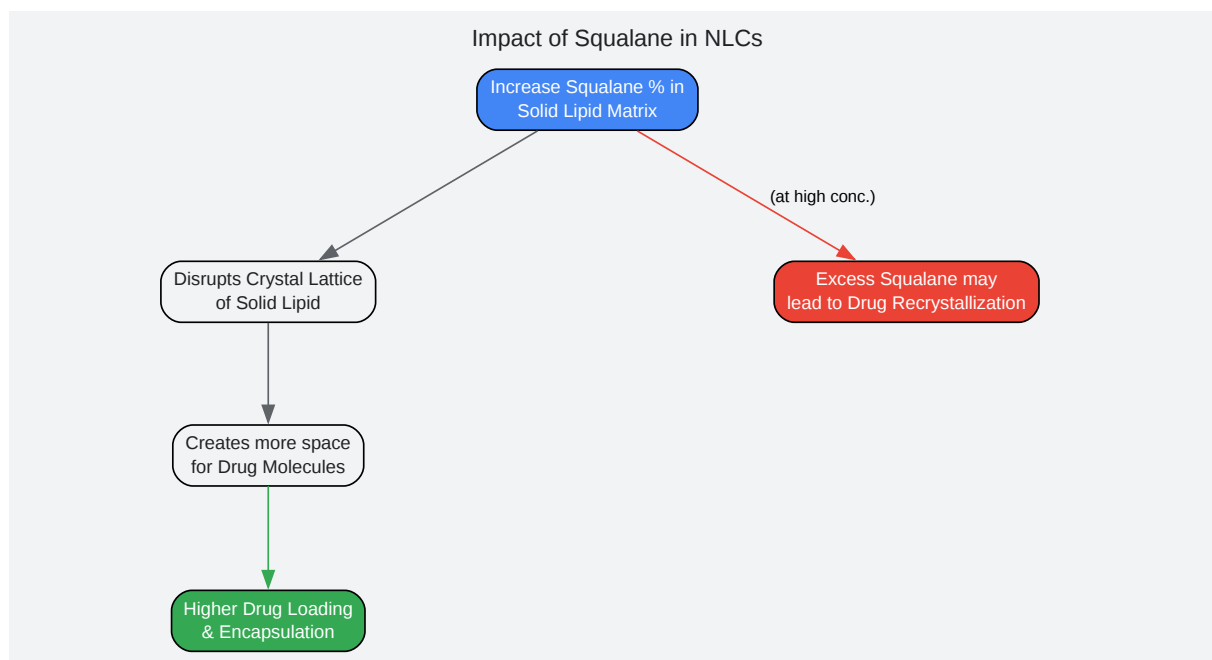 Impact of Squalane in NLCs
Increase Squalane % in
Solid Lipid Matrix
(at high conc.)
Disrupts Crystal Lattice
of Solid Lipid
Excess Squalane may
lead to Drug Recrystallization
Creates more space
for Drug Molecules
Higher Drug Loading
& Encapsulation